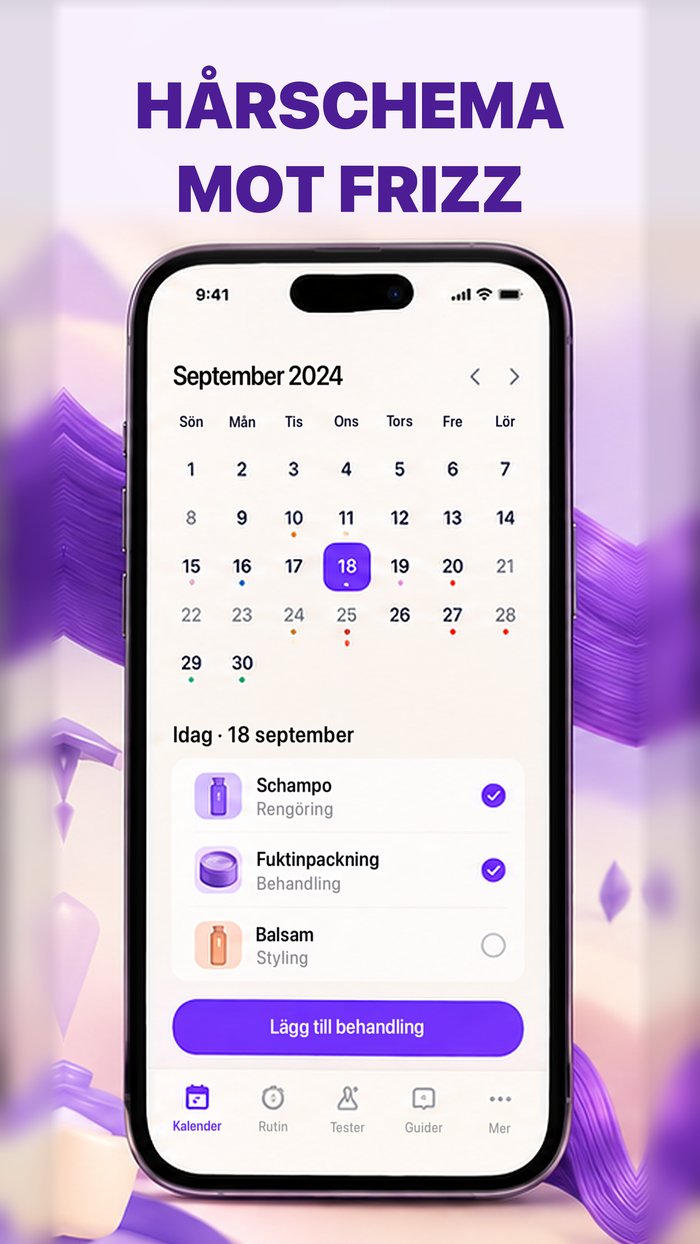 HÅRSCHEMA
MOT FRIZZ
9:41
September 2024
Sön Mån Tis Ons Tors Fre Lör
1 2 3 4 5 6 7
8 9 10 11 12 13 14
15 16 17 18 19 20 21
22 23 24 25 26 27 28
29 30
Idag · 18 september
Schampo
Rengöring
Fuktinpackning
Behandling
Balsam
Styling
Lägg till behandling
Kalender Rutin Tester Guider Mer